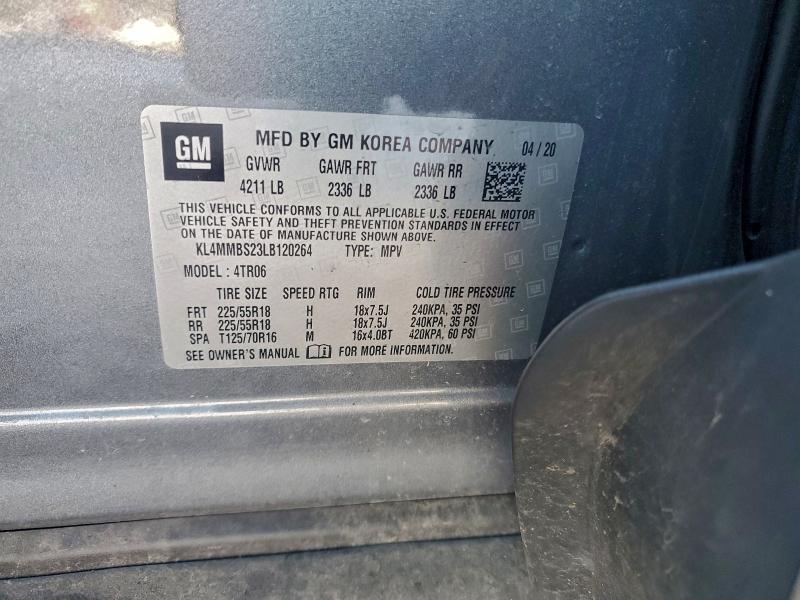 GM MFD BY GM KOREA COMPANY 04 / 20
GVWR GAWR FRT GAWR RR
4211 LB 2336 LB 2336 LB
THIS VEHICLE CONFORMS TO ALL APPLICABLE U.S. FEDERAL MOTOR
VEHICLE SAFETY AND THEFT PREVENTION STANDARDS IN EFFECT
ON THE DATE OF MANUFACTURE SHOWN ABOVE.
KL4MMBS23LB120264 TYPE: MPV
MODEL : 4TR06
TIRE SIZE SPEED RTG RIM COLD TIRE PRESSURE
FRT 225/55R18 H 18x7.5J 240KPA, 35 PSI
RR 225/55R18 H 18x7.5J 240KPA, 35 PSI
SPA T125/70R16 M 16x4.0BT 420KPA, 60 PSI
SEE OWNER'S MANUAL FOR MORE INFORMATION.